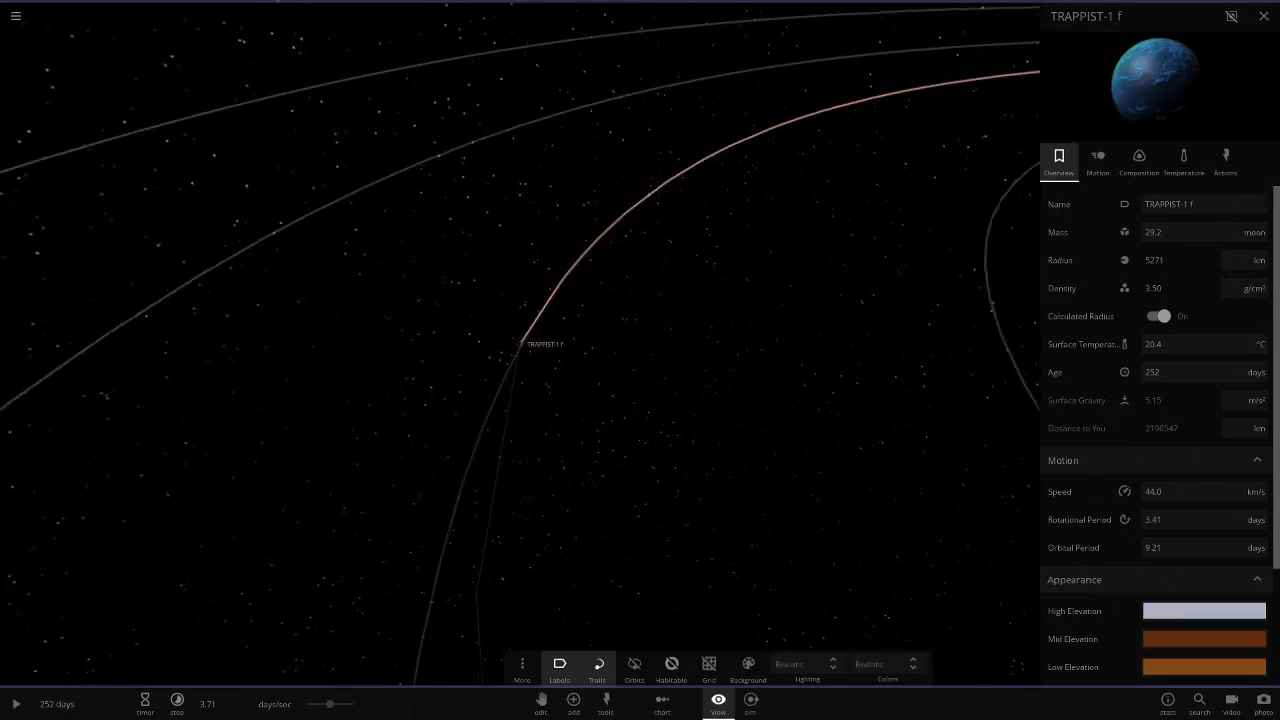 TRAPPIST-1 f
Overview Motion Composition Temperature Actions
Name TRAPPIST-1 f
Mass 29.2 moon
Radius 5271 km
Density 3.50 g/cm³
Calculated Radius On
Surface Temperat... 20.4 °C
Age 252 days
Surface Gravity 5.15 m/s²
Distance to You 2190547 km
Motion
Speed 44.0 km/s
Rotational Period 3.41 days
Orbital Period 9.21 days
Appearance
High Elevation
Mid Elevation
Low Elevation
TRAPPIST-1 f
Realistic Realistic
More Labels Trails Orbits Habitable Grid Background Lighting Colors
252 days timer step 3.71 days/sec edit add tools chart view sim stats search video photo